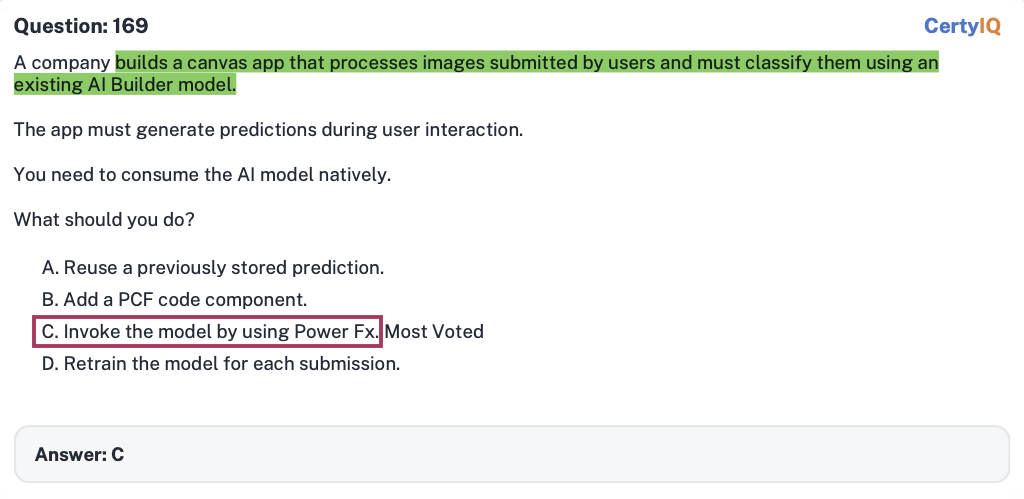 Question: 169
CertyIQ
A company builds a canvas app that processes images submitted by users and must classify them using an
existing AI Builder model.
The app must generate predictions during user interaction.
You need to consume the AI model natively.
What should you do?
A. Reuse a previously stored prediction.
B. Add a PCF code component.
C. Invoke the model by using Power Fx. Most Voted
D. Retrain the model for each submission.
Answer: C